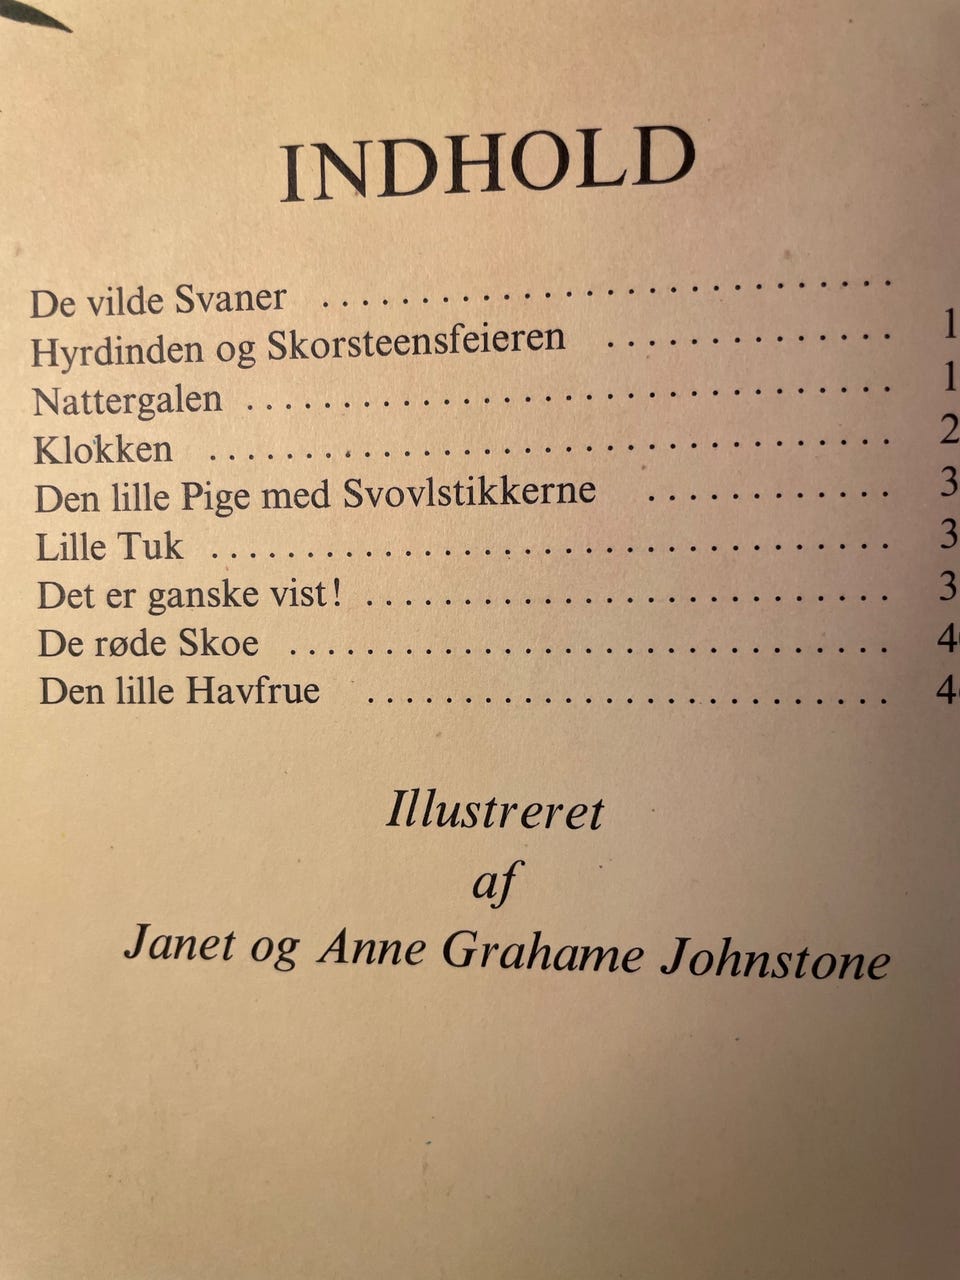 INDHOLD
De vilde Svaner ............................
Hyrdinden og Skorsteensfeieren ...............
Nattergalen ..................................
Klokken ....................................
Den lille Pige med Svovlstikkerne .............
Lille Tuk ....................................
Det er ganske vist! ...........................
De røde Skoe ................................
Den lille Havfrue ...........................
Illustreret
af
Janet og Anne Grahame Johnstone